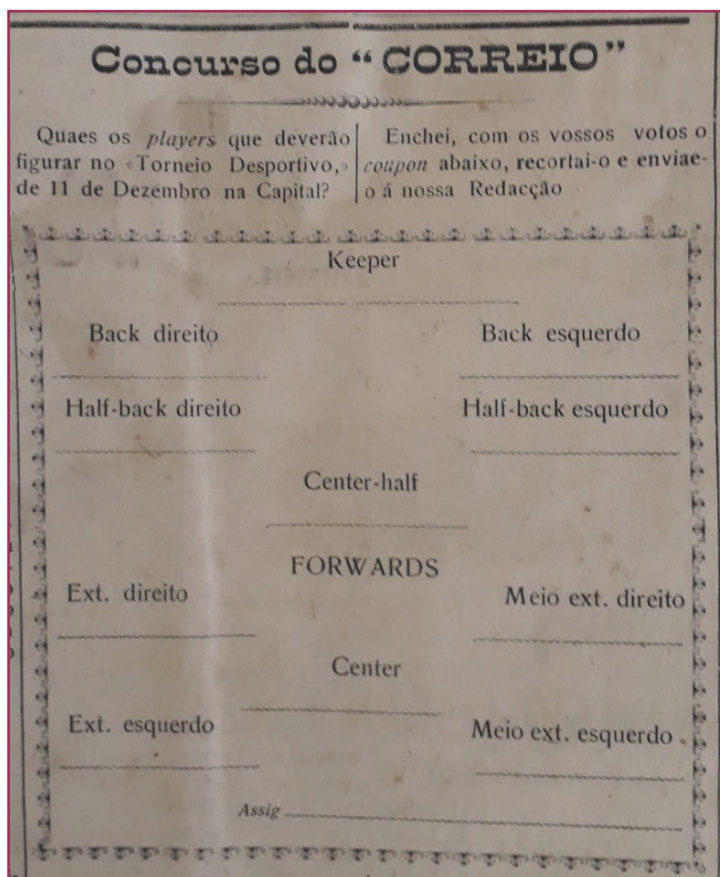 Concurso do “CORREIO”
Quaes os players que deverão
figurar no «Torneio Desportivo,»
de 11 de Dezembro na Capital?
Enchei, com os vossos votos o
coupon abaixo, recortai-o e enviae-
o á nossa Redacção
Keeper
Back direito
Back esquerdo
Half-back direito
Half-back esquerdo
Center-half
FORWARDS
Ext. direito
Meio ext. direito
Center
Ext. esquerdo
Meio ext. esquerdo
Assig